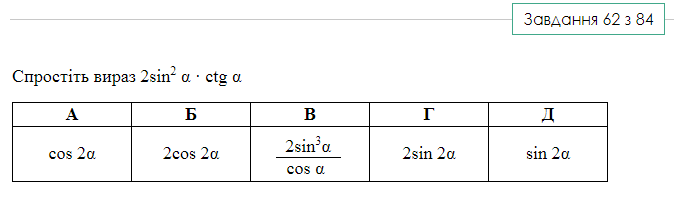 Завдання 62 з 84
Спростіть вираз 2sin² α · ctg α
А Б В Г Д
cos 2α 2cos 2α 2sin³α / cos α 2sin 2α sin 2α